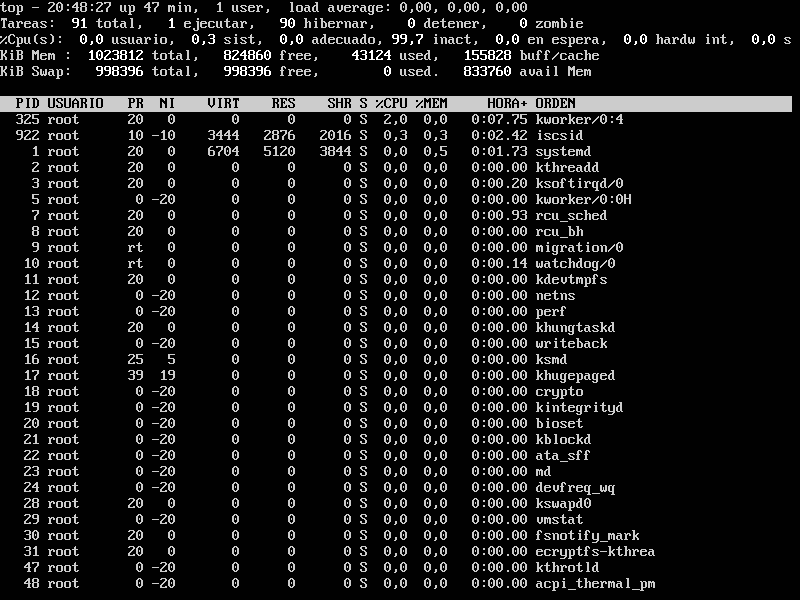 top - 20:48:27 up 47 min,  1 user,  load average: 0,00, 0,00, 0,00
Tareas:  91 total,   1 ejecutar,  90 hibernar,   0 detener,   0 zombie
%Cpu(s):  0,0 usuario,  0,3 sist,  0,0 adecuado, 99,7 inact,  0,0 en espera,  0,0 hardw int,  0,0 s
KiB Mem :  1023812 total,   824860 free,    43124 used,   155828 buff/cache
KiB Swap:   998396 total,   998396 free,        0 used.   833760 avail Mem
PID USUARIO   PR  NI    VIRT    RES    SHR S %CPU %MEM     HORA+ ORDEN
325 root      20   0       0      0      0 S  2,0  0,0   0:07.75 kworker/0:4
922 root      10 -10    3444   2876   2016 S  0,3  0,3   0:02.42 iscsid
1 root      20   0    6704   5120   3844 S  0,0  0,5   0:01.73 systemd
2 root      20   0       0      0      0 S  0,0  0,0   0:00.00 kthreadd
3 root      20   0       0      0      0 S  0,0  0,0   0:00.20 ksoftirqd/0
5 root       0 -20       0      0      0 S  0,0  0,0   0:00.00 kworker/0:0H
7 root      20   0       0      0      0 S  0,0  0,0   0:00.93 rcu_sched
8 root      20   0       0      0      0 S  0,0  0,0   0:00.00 rcu_bh
9 root      rt   0       0      0      0 S  0,0  0,0   0:00.00 migration/0
10 root      rt   0       0      0      0 S  0,0  0,0   0:00.14 watchdog/0
11 root      20   0       0      0      0 S  0,0  0,0   0:00.00 kdevtmpfs
12 root       0 -20       0      0      0 S  0,0  0,0   0:00.00 netns
13 root       0 -20       0      0      0 S  0,0  0,0   0:00.00 perf
14 root      20   0       0      0      0 S  0,0  0,0   0:00.00 khungtaskd
15 root       0 -20       0      0      0 S  0,0  0,0   0:00.00 writeback
16 root      25   5       0      0      0 S  0,0  0,0   0:00.00 ksmd
17 root      39  19       0      0      0 S  0,0  0,0   0:00.00 khugepaged
18 root       0 -20       0      0      0 S  0,0  0,0   0:00.00 crypto
19 root       0 -20       0      0      0 S  0,0  0,0   0:00.00 kintegrityd
20 root       0 -20       0      0      0 S  0,0  0,0   0:00.00 bioset
21 root       0 -20       0      0      0 S  0,0  0,0   0:00.00 kblockd
22 root       0 -20       0      0      0 S  0,0  0,0   0:00.00 ata_sff
23 root       0 -20       0      0      0 S  0,0  0,0   0:00.00 md
24 root       0 -20       0      0      0 S  0,0  0,0   0:00.00 devfreq_wq
28 root      20   0       0      0      0 S  0,0  0,0   0:00.00 kswapd0
29 root       0 -20       0      0      0 S  0,0  0,0   0:00.00 vmstat
30 root      20   0       0      0      0 S  0,0  0,0   0:00.00 fsnotify_mark
31 root      20   0       0      0      0 S  0,0  0,0   0:00.00 ecryptfs-kthrea
47 root       0 -20       0      0      0 S  0,0  0,0   0:00.00 kthrotld
48 root       0 -20       0      0      0 S  0,0  0,0   0:00.00 acpi_thermal_pm